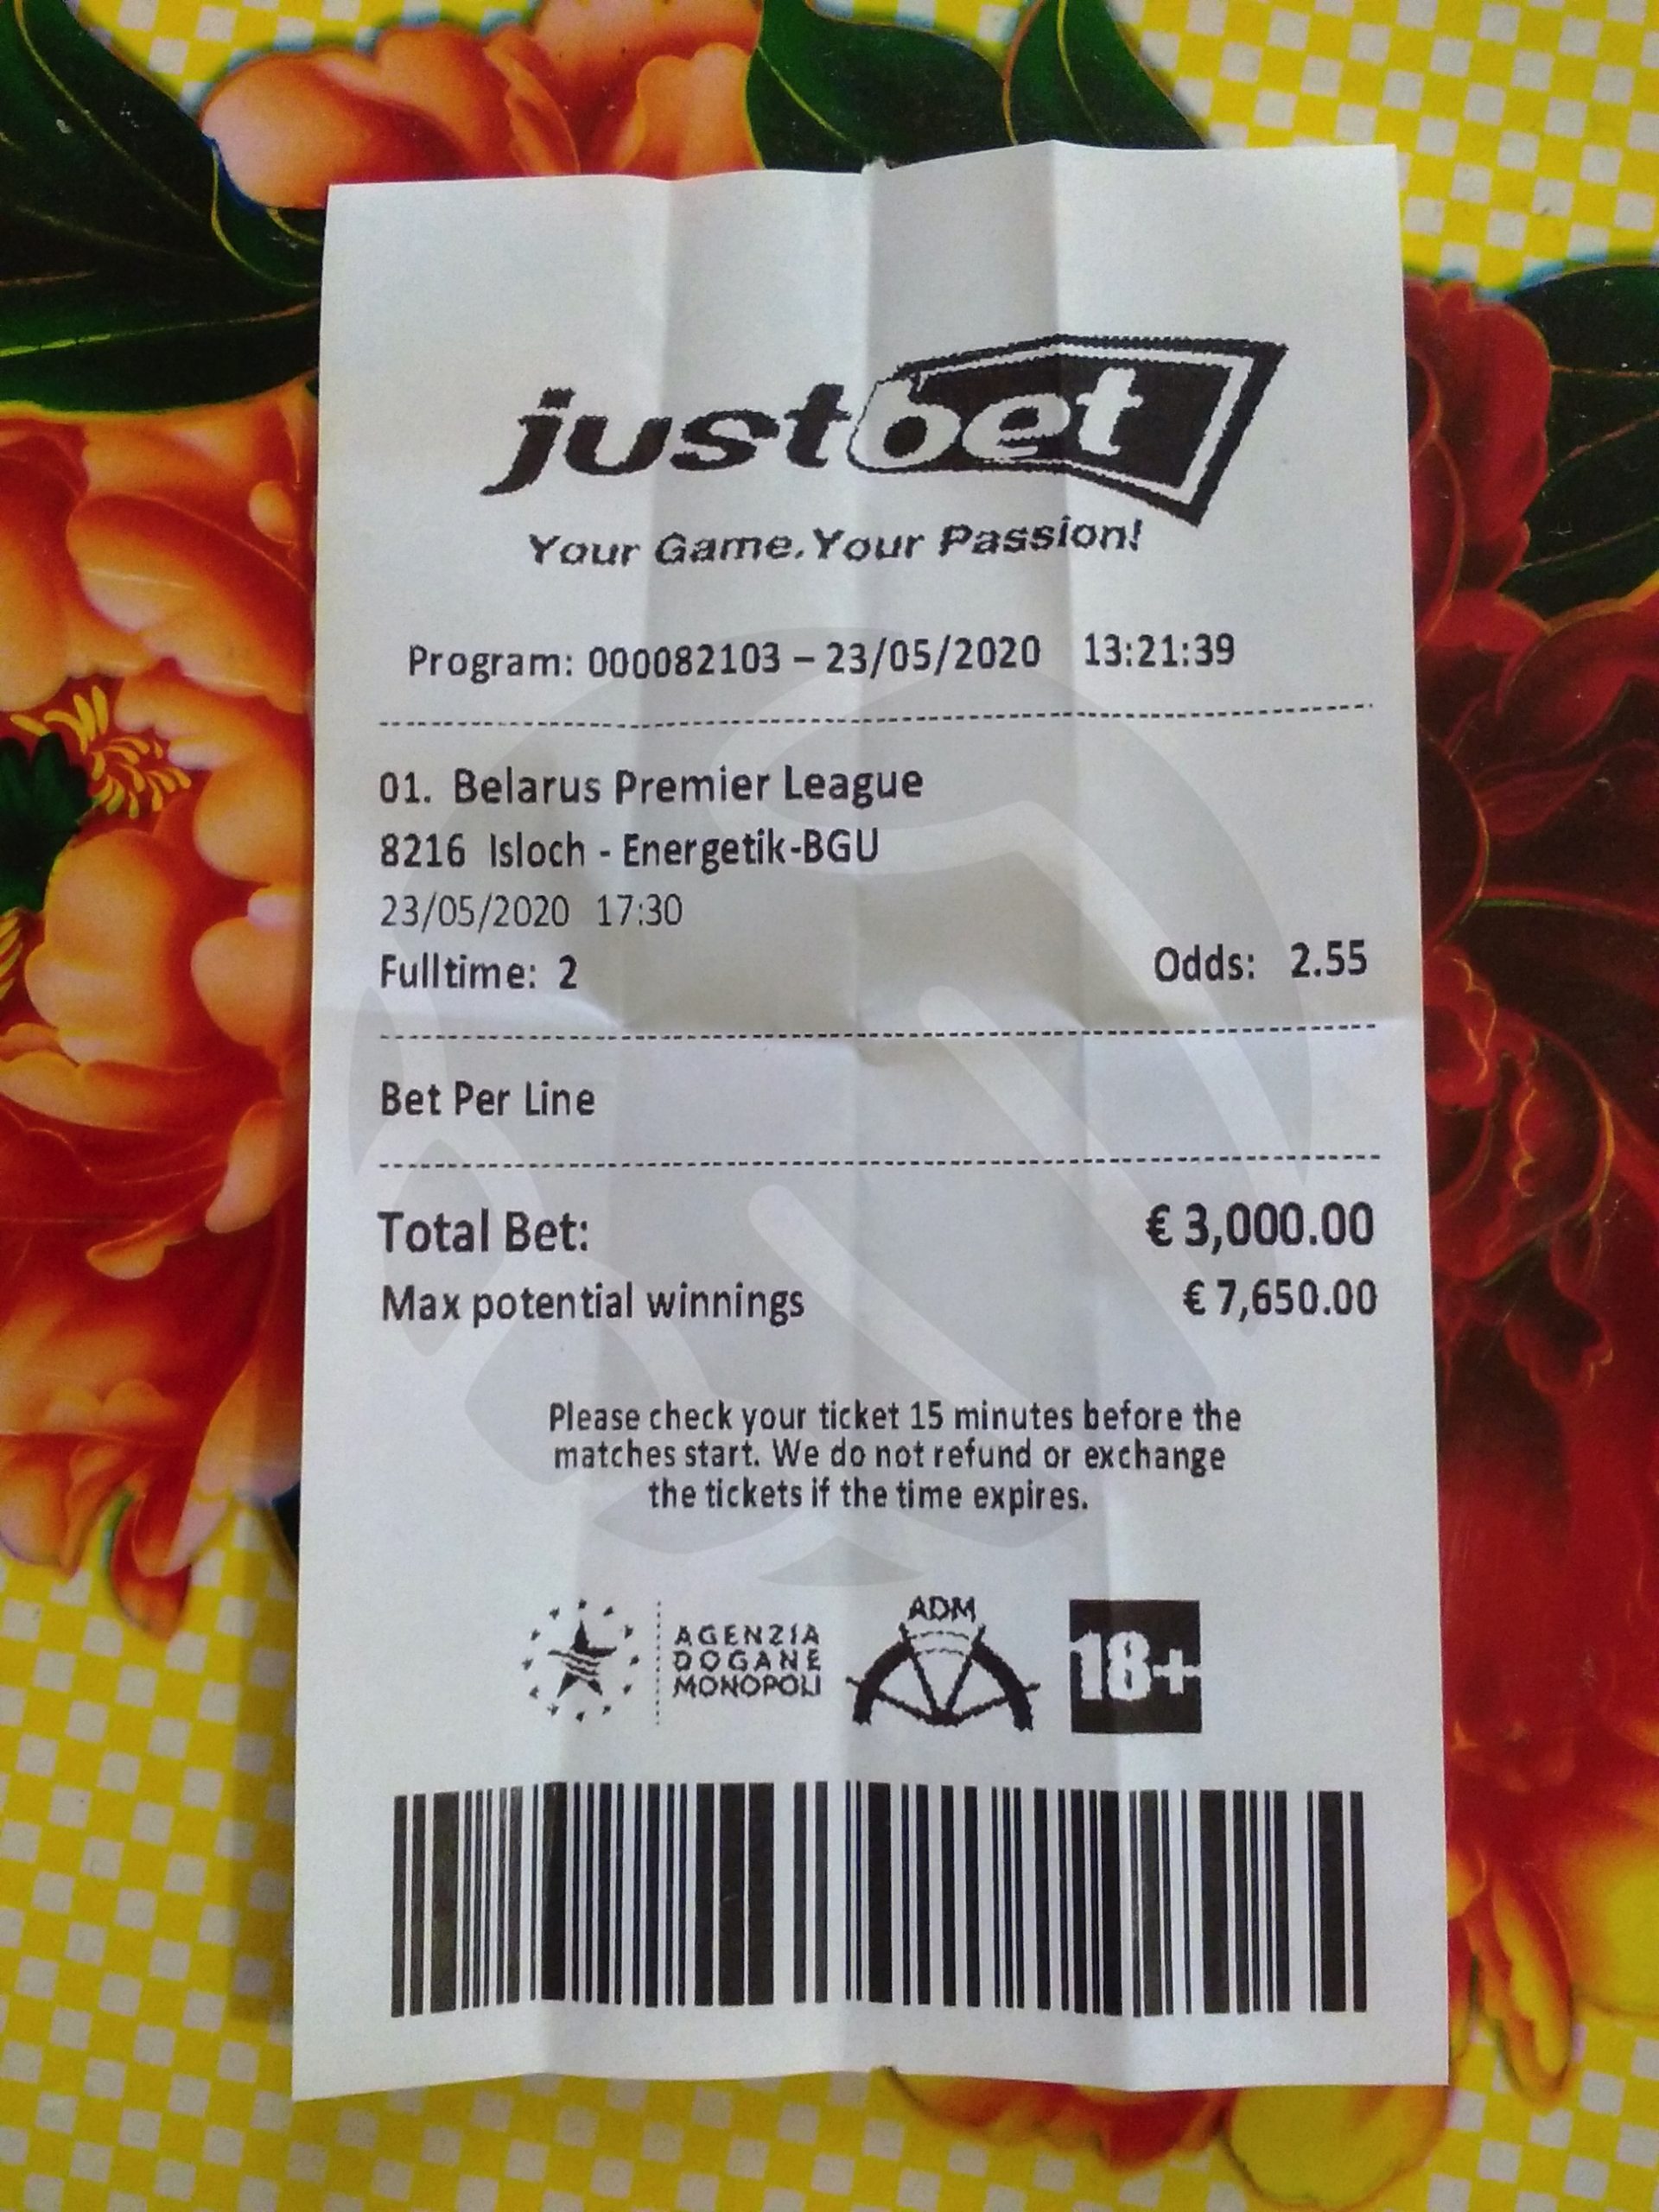 justbet
Your Game. Your Passion!
Program: 000082103 – 23/05/2020 13:21:39
01. Belarus Premier League
8216 Isloch - Energetik-BGU
23/05/2020 17:30
Fulltime: 2 Odds: 2.55
Bet Per Line
Total Bet: € 3,000.00
Max potential winnings € 7,650.00
Please check your ticket 15 minutes before the
matches start. We do not refund or exchange
the tickets if the time expires.
AGENZIA
DOGANE
MONOPOLI
ADM
18+